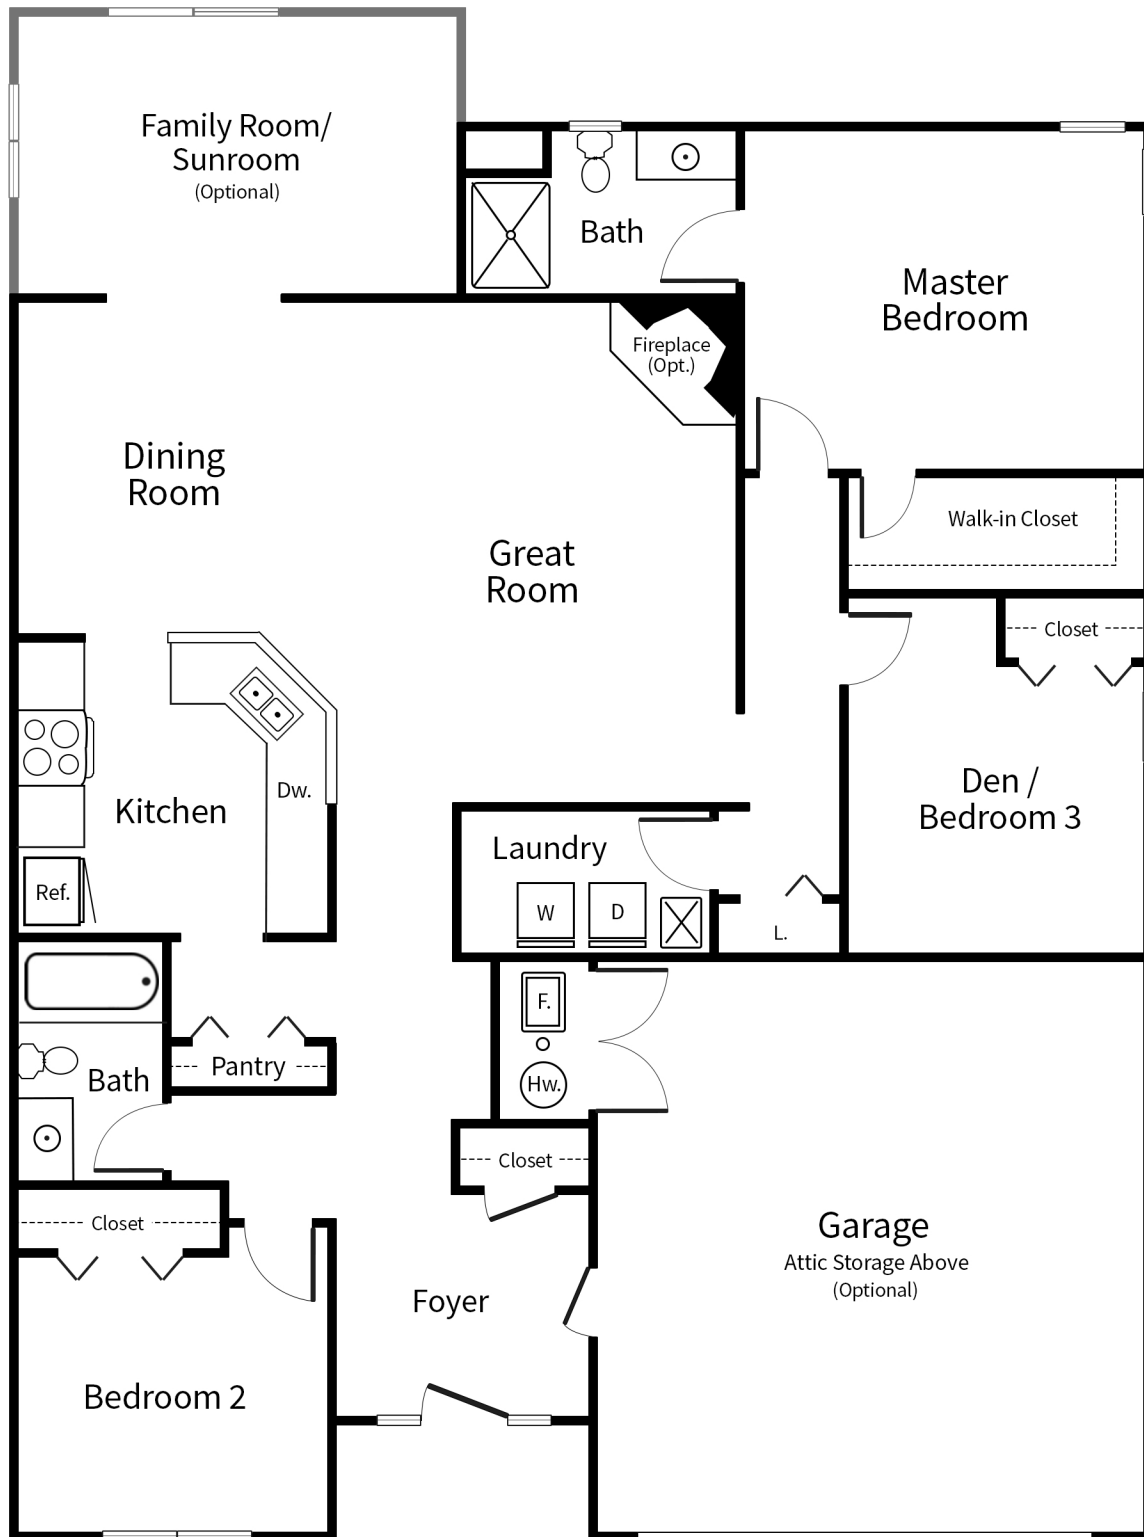 Family Room/
Sunroom
(Optional)
Bath
Master
Bedroom
Fireplace
(Opt.)
Dining
Room
Walk-in Closet
Great
Room
Closet
Kitchen
Dw.
Den /
Bedroom 3
Laundry
Ref.
W
D
L.
F.
Hw.
Pantry
Bath
Closet
Closet
Garage
Attic Storage Above
(Optional)
Foyer
Bedroom 2